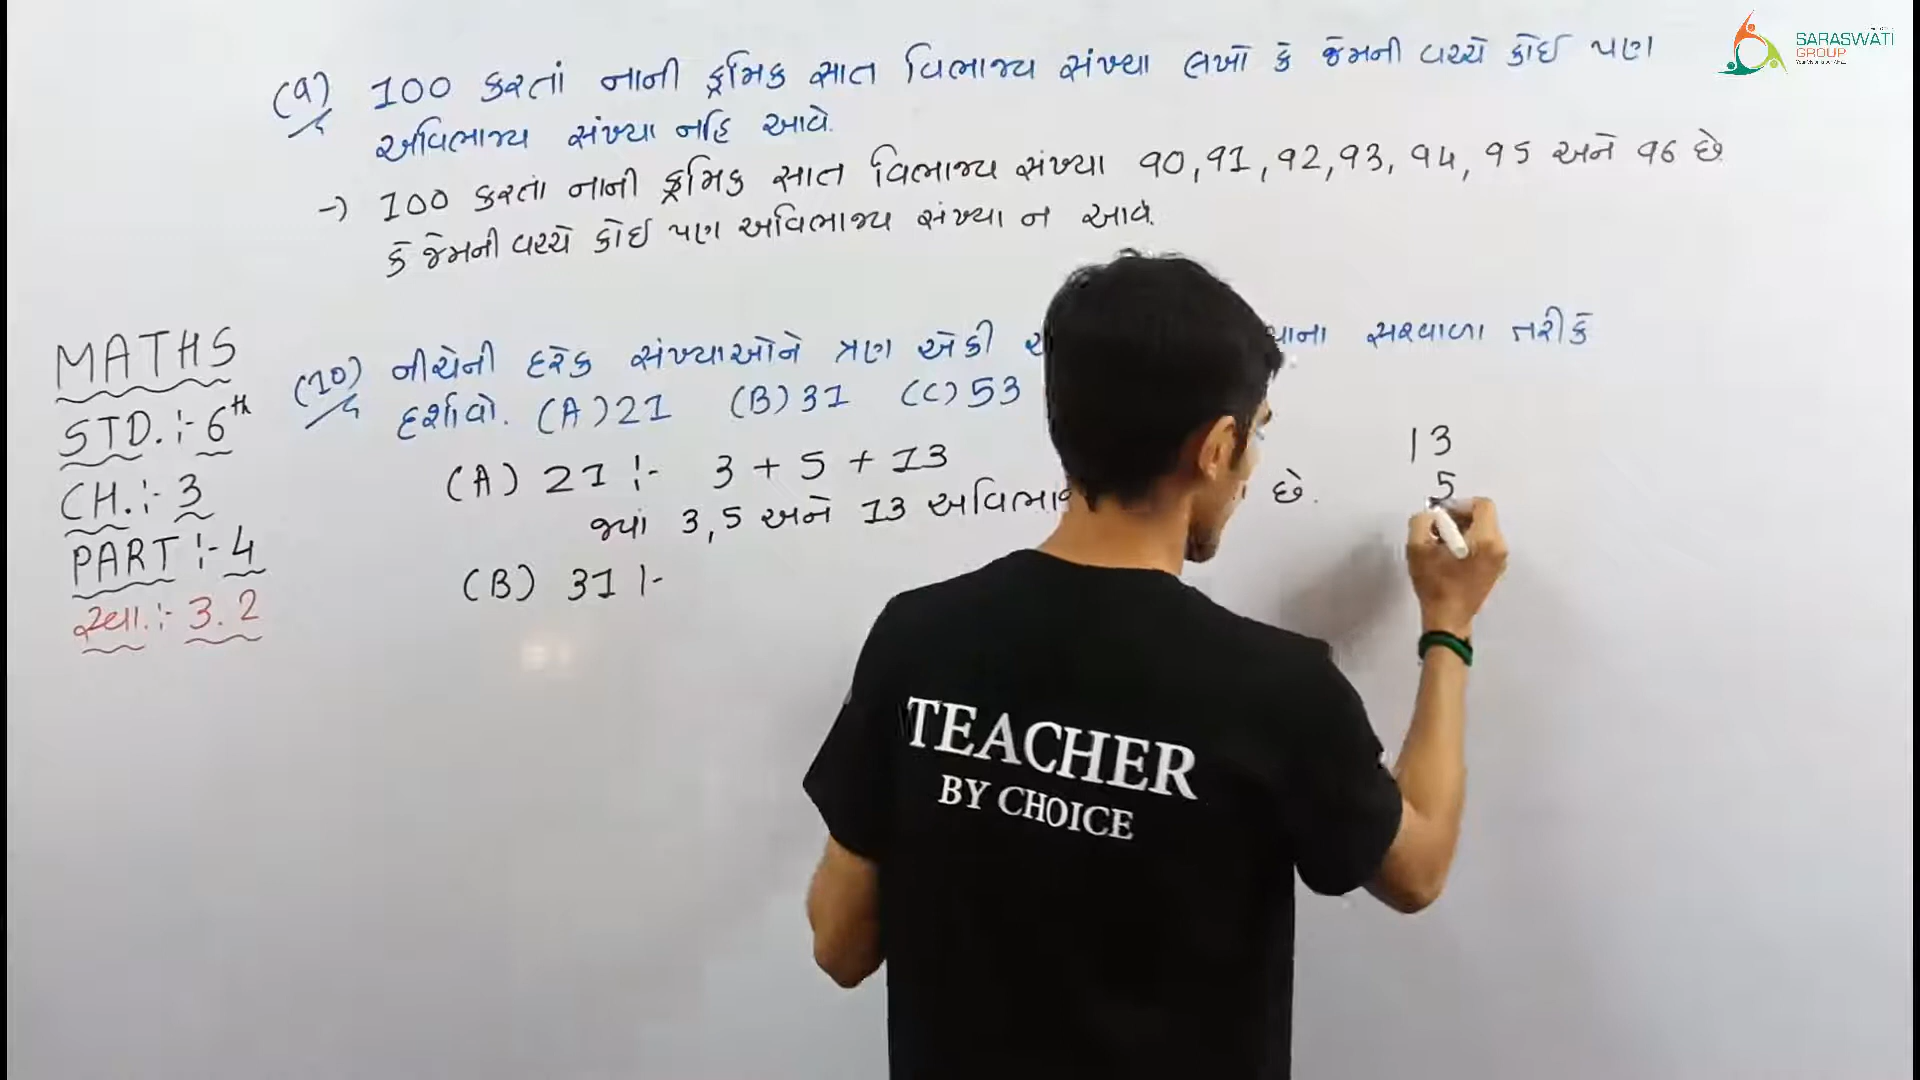 SARASWATI
GROUP
(9) 100 કરતાં નાની ક્રમિક સાત વિભાજ્ય સંખ્યા લખો કે જેમની વચ્ચે કોઈ પણ
અવિભાજ્ય સંખ્યા નહિ આવે.
→ 100 કરતાં નાની ક્રમિક સાત વિભાજ્ય સંખ્યા 90, 91, 92, 93, 94, 95 અને 96 છે
કે જેમની વચ્ચે કોઈ પણ અવિભાજ્ય સંખ્યા ન આવે.
(10) નીચેની દરેક સંખ્યાઓને ત્રણ એકી સરવાળા તરીકે
દર્શાવો. (A) 21 (B) 31 (C) 53
(A) 21 :- 3 + 5 + 13
જ્યાં 3, 5 અને 13 છે.
(B) 31 :-
13
5
MATHS
STD. :- 6th
CH. :- 3
PART :- 4
સ્વા. :- 3.2
TEACHER
BY CHOICE